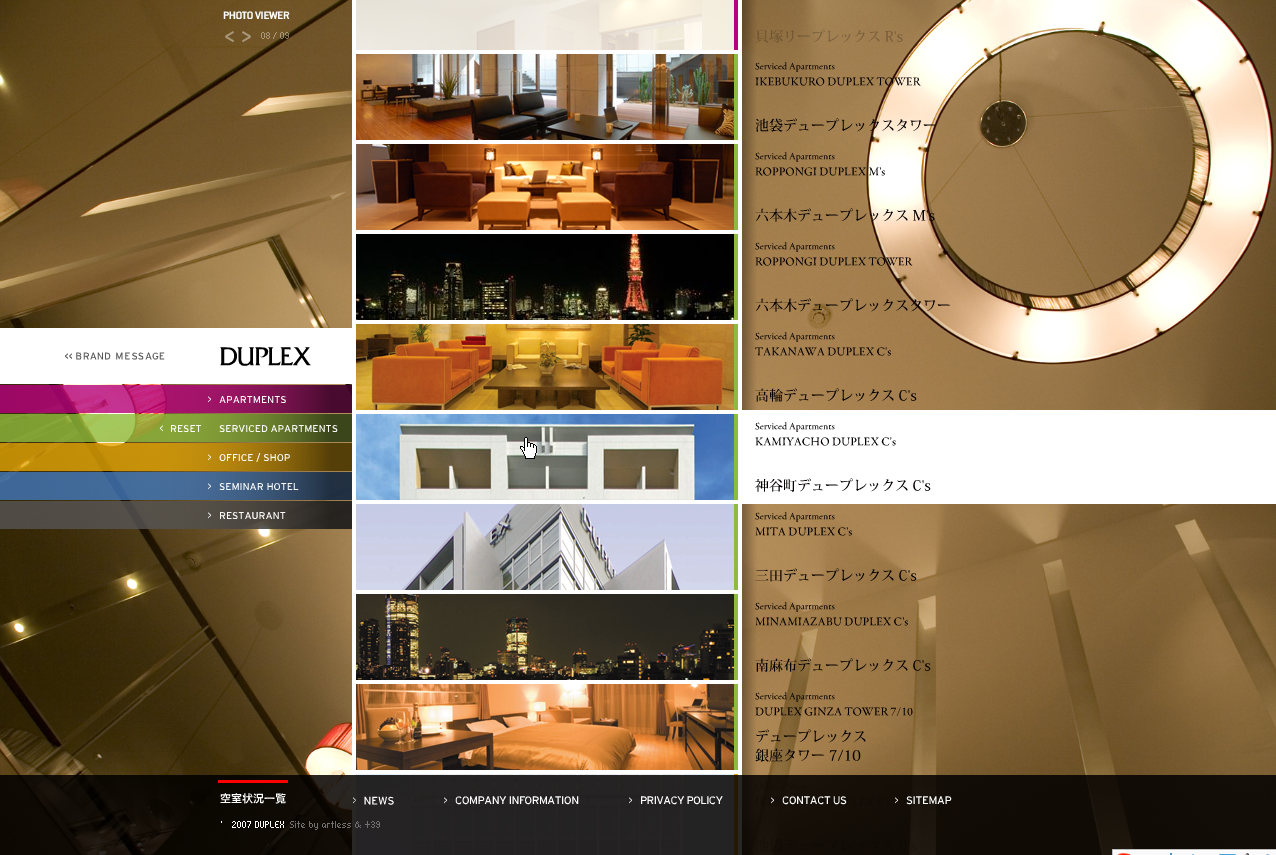 PHOTO VIEWER
08 / 09
BRAND MESSAGE
DUPLEX
APARTMENTS
RESET SERVICED APARTMENTS
OFFICE / SHOP
SEMINAR HOTEL
RESTAURANT
貝塚リープレックス R's
Serviced Apartments
IKEBUKURO DUPLEX TOWER
池袋デュープレックスタワー
Serviced Apartments
ROPPONGI DUPLEX M's
六本木デュープレックス M's
Serviced Apartments
ROPPONGI DUPLEX TOWER
六本木デュープレックスタワー
Serviced Apartments
TAKANAWA DUPLEX C's
高輪デュープレックス C's
Serviced Apartments
KAMIYACHO DUPLEX C's
神谷町デュープレックス C's
Serviced Apartments
MITA DUPLEX C's
三田デュープレックス C's
Serviced Apartments
MINAMIAZABU DUPLEX C's
南麻布デュープレックス C's
Serviced Apartments
DUPLEX GINZA TOWER 7/10
デュープレックス
銀座タワー 7/10
空室状況一覧
NEWS
COMPANY INFORMATION
PRIVACY POLICY
CONTACT US
SITEMAP
' 2007 DUPLEX Site by artless & +39